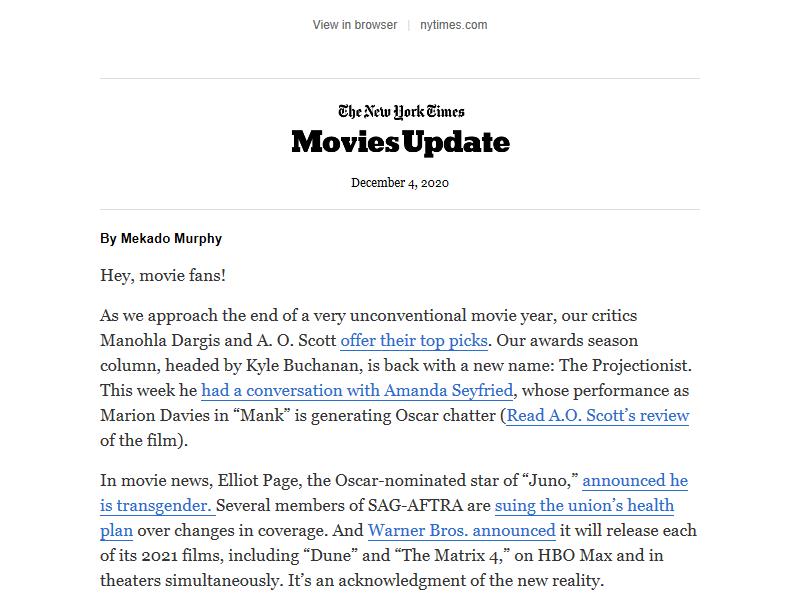 View in browser | nytimes.com
The New York Times
Movies Update
December 4, 2020
By Mekado Murphy
Hey, movie fans!
As we approach the end of a very unconventional movie year, our critics
Manohla Dargis and A. O. Scott offer their top picks. Our awards season
column, headed by Kyle Buchanan, is back with a new name: The Projectionist.
This week he had a conversation with Amanda Seyfried, whose performance as
Marion Davies in “Mank” is generating Oscar chatter (Read A.O. Scott’s review
of the film).
In movie news, Elliot Page, the Oscar-nominated star of “Juno,” announced he
is transgender. Several members of SAG-AFTRA are suing the union’s health
plan over changes in coverage. And Warner Bros. announced it will release each
of its 2021 films, including “Dune” and “The Matrix 4,” on HBO Max and in
theaters simultaneously. It’s an acknowledgment of the new reality.